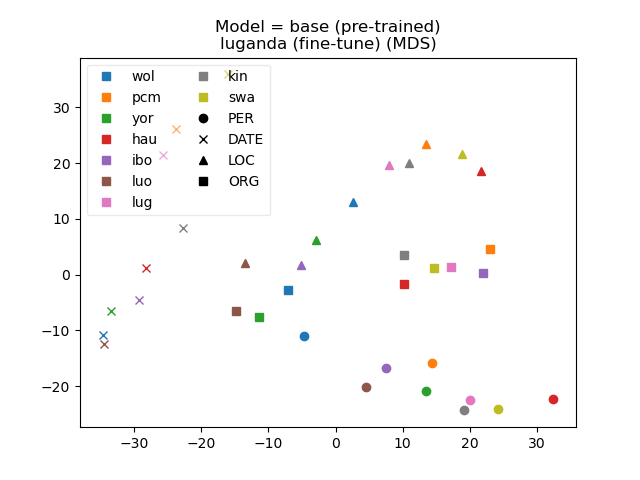 Model = base (pre-trained)
luganda (fine-tune) (MDS)
wol
pcm
yor
hau
ibo
luo
lug
kin
swa
PER
DATE
LOC
ORG
30
20
10
0
−10
−20
−30
−20
−10
0
10
20
30